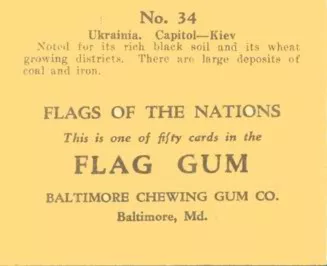 No. 34
Ukrainia. Capitol—Kiev
Noted for its rich black soil and its wheat
growing districts. There are large deposits of
coal and iron.
FLAGS OF THE NATIONS
This is one of fifty cards in the
FLAG GUM
BALTIMORE CHEWING GUM CO.
Baltimore, Md.